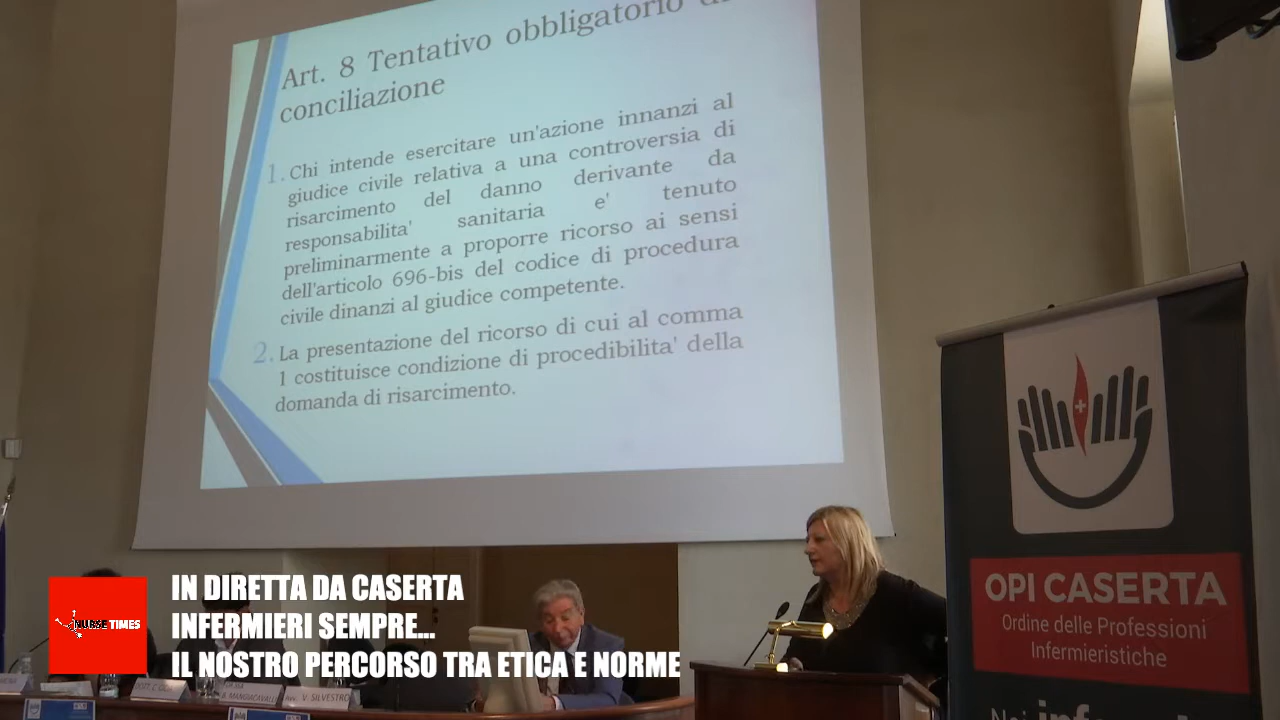 Art. 8 Tentativo obbligatorio di
conciliazione
1. Chi intende esercitare un'azione innanzi al
giudice civile relativa a una controversia di
risarcimento del danno derivante da
responsabilita' sanitaria e' tenuto
preliminarmente a proporre ricorso ai sensi
dell'articolo 696-bis del codice di procedura
civile dinanzi al giudice competente.
2. La presentazione del ricorso di cui al comma
1 costituisce condizione di procedibilita' della
domanda di risarcimento.
OPI CASERTA
Ordine delle Professioni
Infermieristiche
Noi
NURSE TIMES
IN DIRETTA DA CASERTA
INFERMIERI SEMPRE...
IL NOSTRO PERCORSO TRA ETICA E NORME
B. MANGIACAVALLI
Avv. V. SILVESTRO